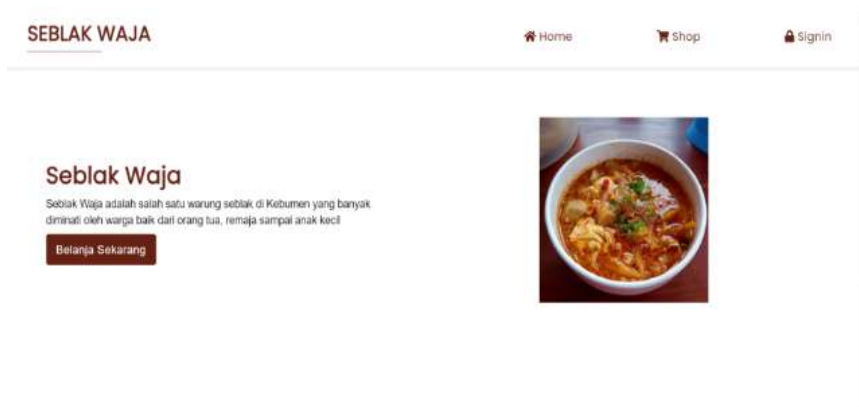 SEBLAK WAJA
Home
Shop
Signin
Seblak Waja
Seblak Waja adalah salah satu warung seblak di Kebumen yang banyak
diminati oleh warga baik dari orang tua, remaja sampai anak kecil
Belanja Sekarang